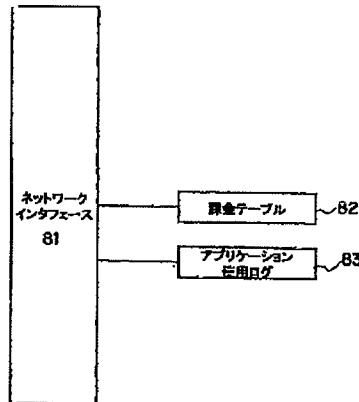 ネットワーク
インタフェース
81
課金テーブル
82
アプリケーション
使用ログ
83